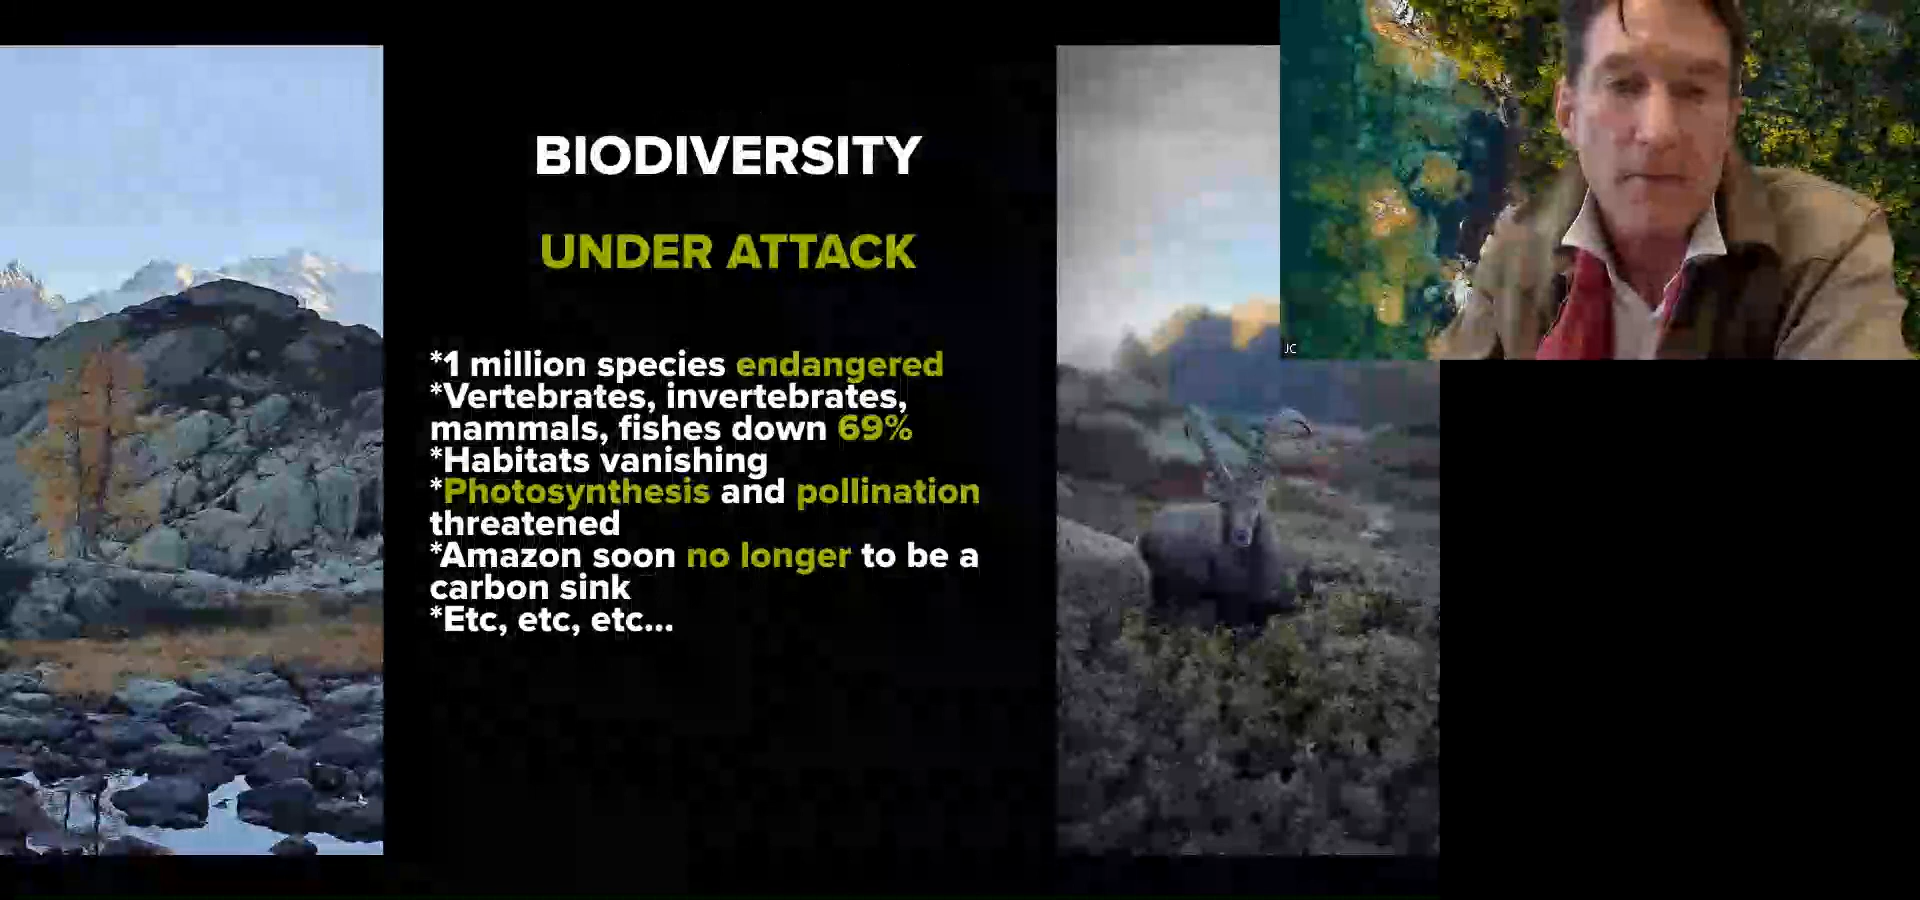 BIODIVERSITY
UNDER ATTACK
*1 million species endangered
*Vertebrates, invertebrates,
mammals, fishes down 69%
*Habitats vanishing
*Photosynthesis and pollination
threatened
*Amazon soon no longer to be a
carbon sink
*Etc, etc, etc...
JC